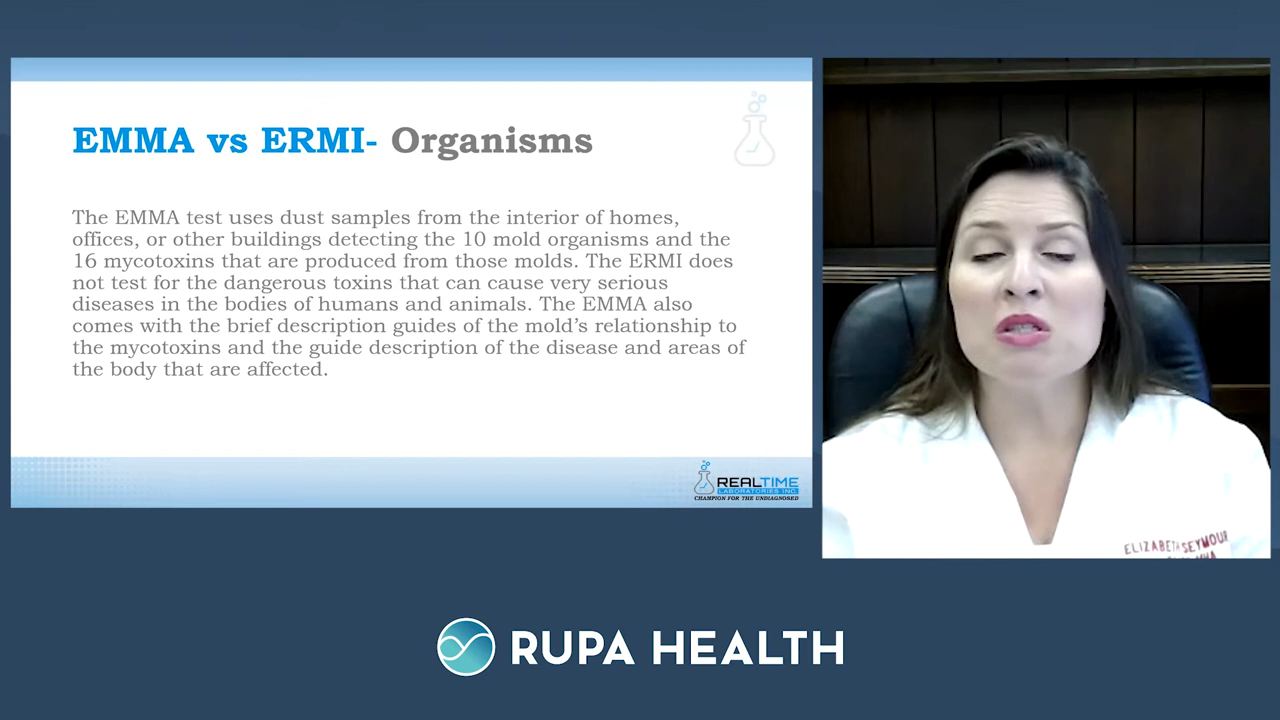 EMMA vs ERMI- Organisms
The EMMA test uses dust samples from the interior of homes,
offices, or other buildings detecting the 10 mold organisms and the
16 mycotoxins that are produced from those molds. The ERMI does
not test for the dangerous toxins that can cause very serious
diseases in the bodies of humans and animals. The EMMA also
comes with the brief description guides of the mold's relationship to
the mycotoxins and the guide description of the disease and areas of
the body that are affected.
REALTIME
LABORATORIES INC.
CHAMPION FOR THE UNDIAGNOSED
ELIZABETH SEYMOUR
RUPA HEALTH